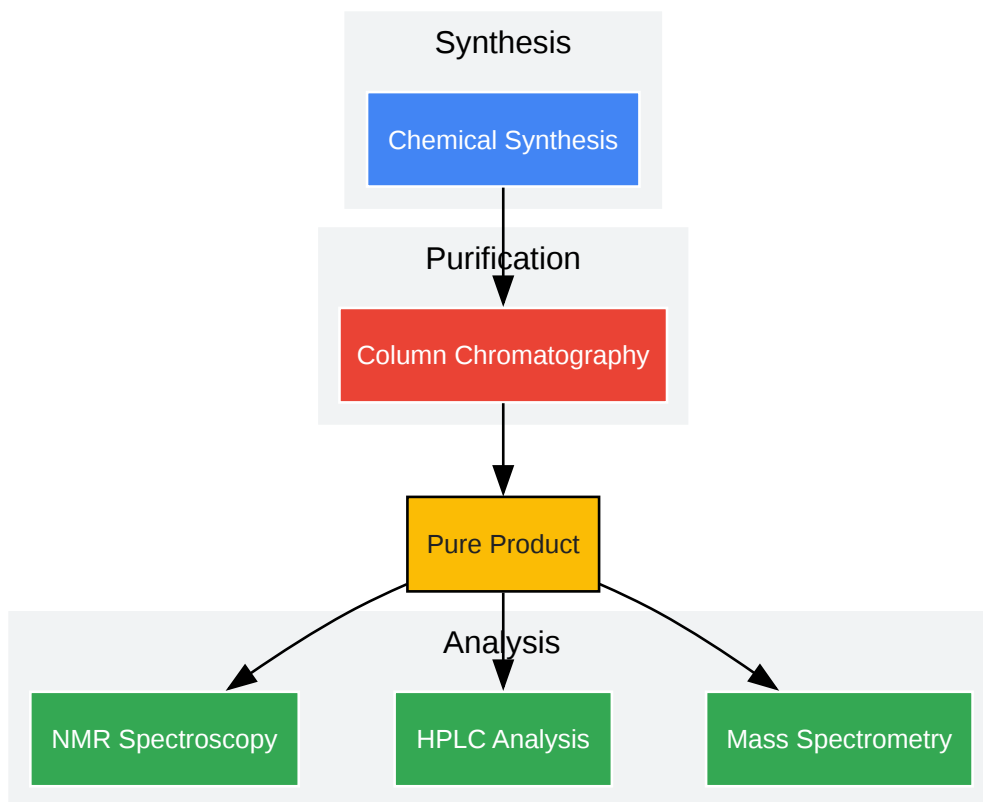 Synthesis
Chemical Synthesis
Purification
Column Chromatography
Pure Product
Analysis
NMR Spectroscopy
HPLC Analysis
Mass Spectrometry